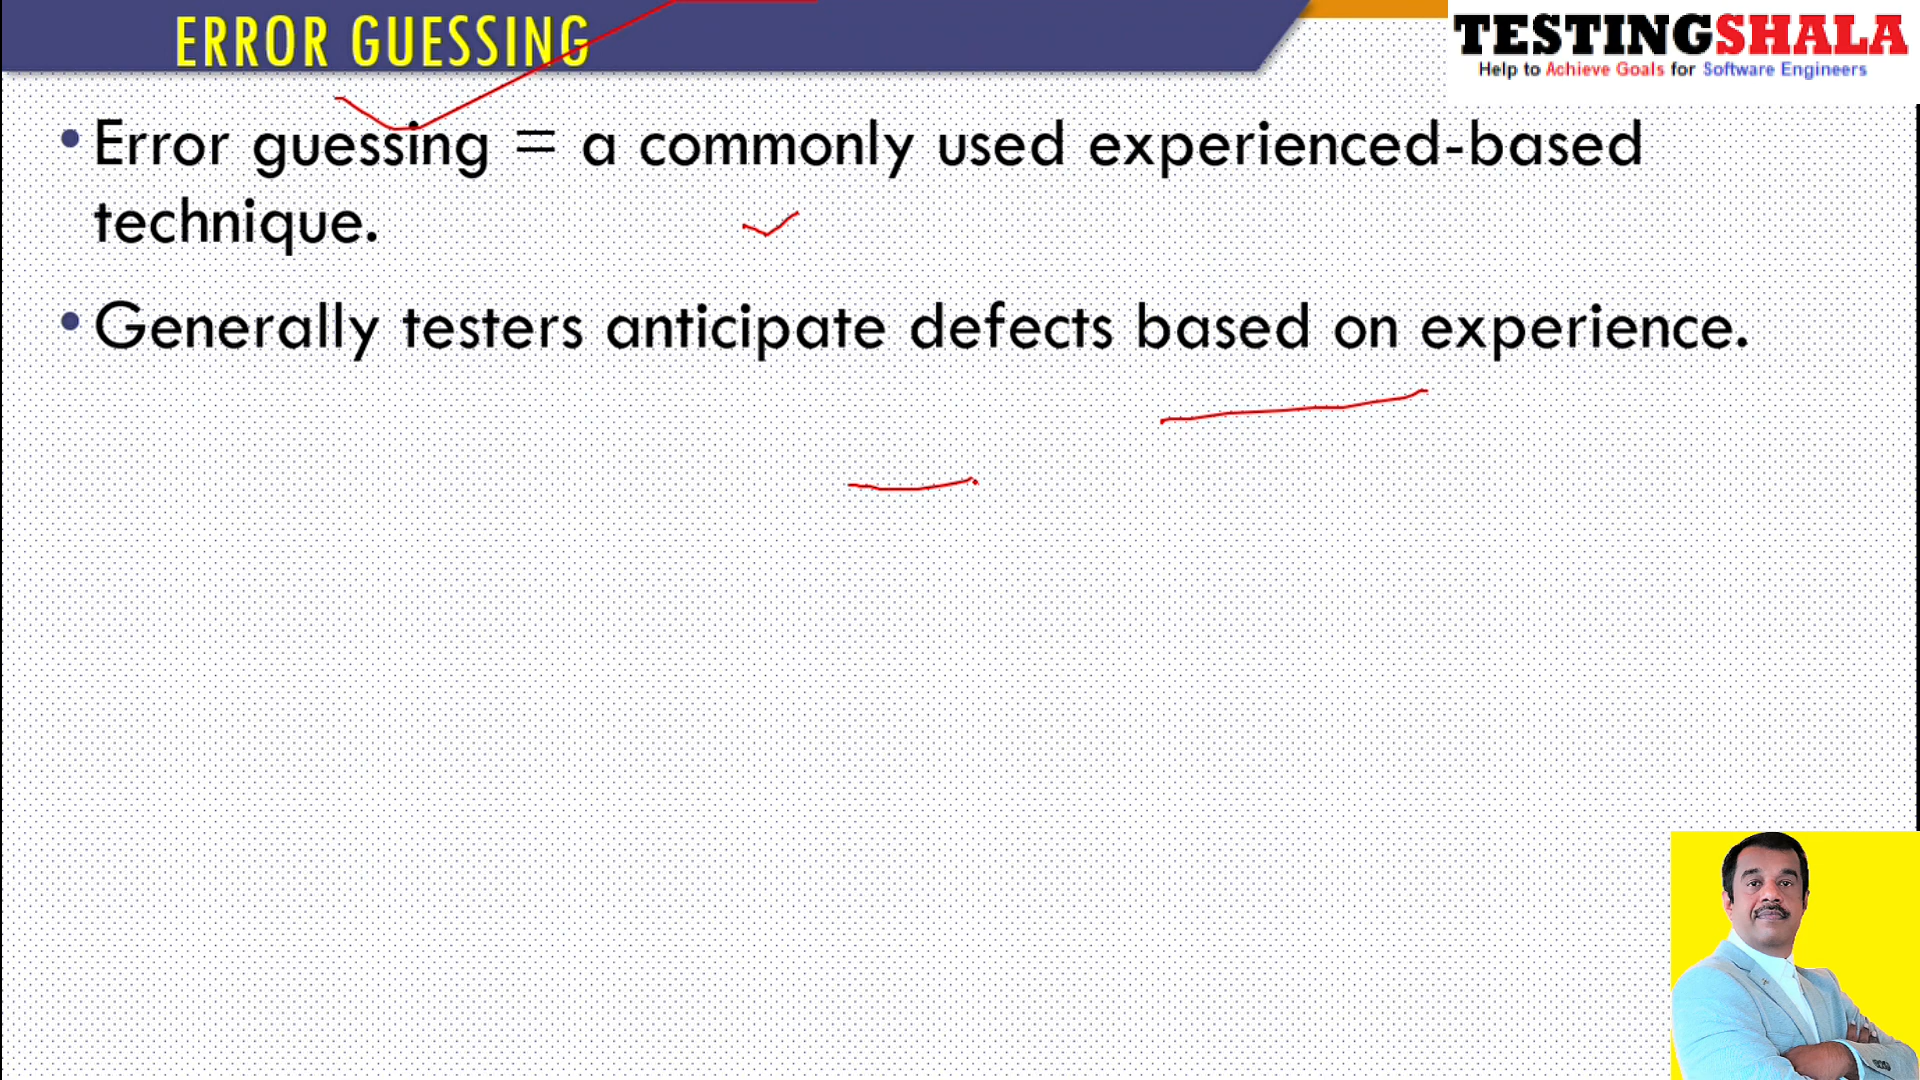 ERROR GUESSING
TESTINGSHALA
Help to Achieve Goals for Software Engineers
• Error guessing = a commonly used experienced-based
technique.
• Generally testers anticipate defects based on experience.